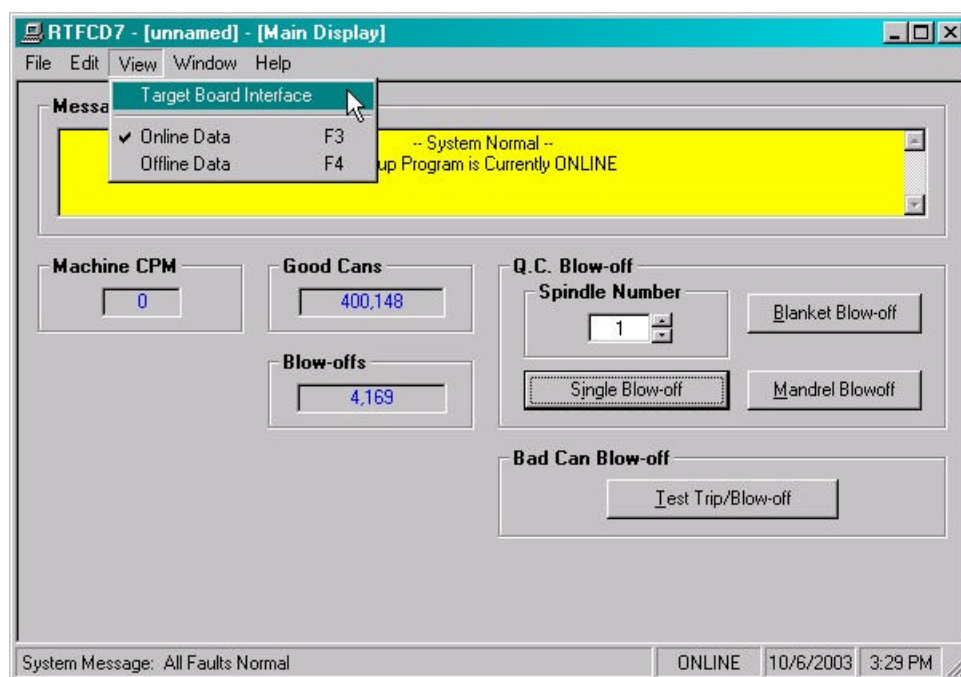 RTFCD7 - [unnamed] - [Main Display]
File Edit View Window Help
Target Board Interface
Online Data F3
Offline Data F4
-- System Normal --
up Program is Currently ONLINE
Machine CPM
0
Good Cans
400,148
Blow-offs
4,169
Q.C. Blow-off
Spindle Number
1
Blanket Blow-off
Single Blow-off
Mandrel Blowoff
Bad Can Blow-off
Test Trip/Blow-off
System Message: All Faults Normal
ONLINE
10/6/2003
3:29 PM